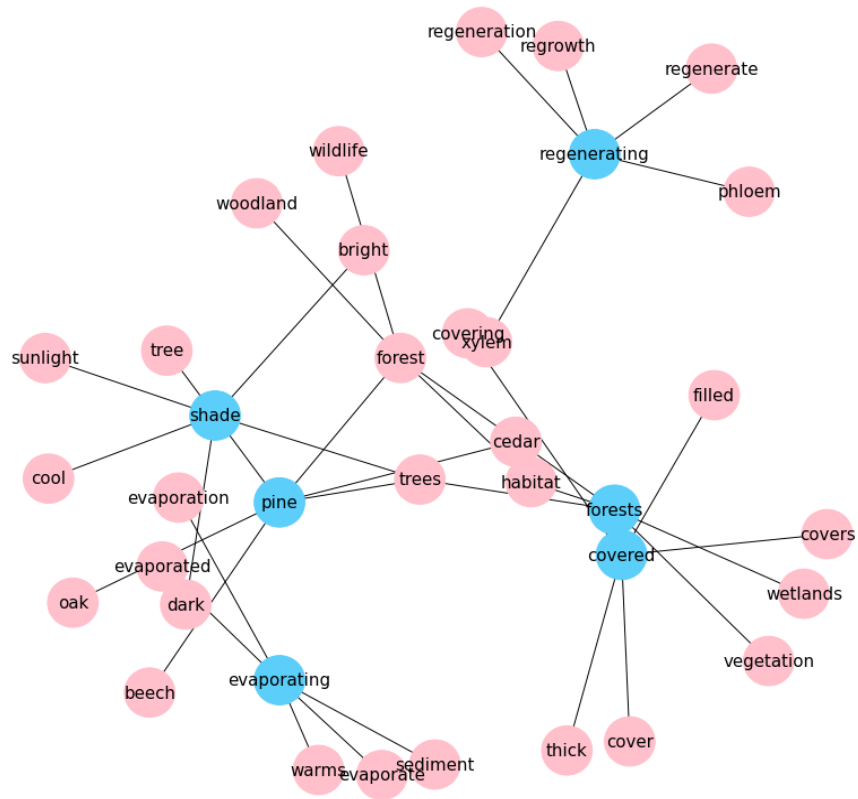 regeneration
regrowth
regenerate
wildlife
regenerating
phloem
woodland
bright
covering
xylem
tree
sunlight
forest
filled
shade
cedar
cool
evaporation
pine
trees
habitat
forests
covers
covered
evaporated
oak
dark
wetlands
vegetation
beech
evaporating
thick
cover
warms
evaporate
sediment